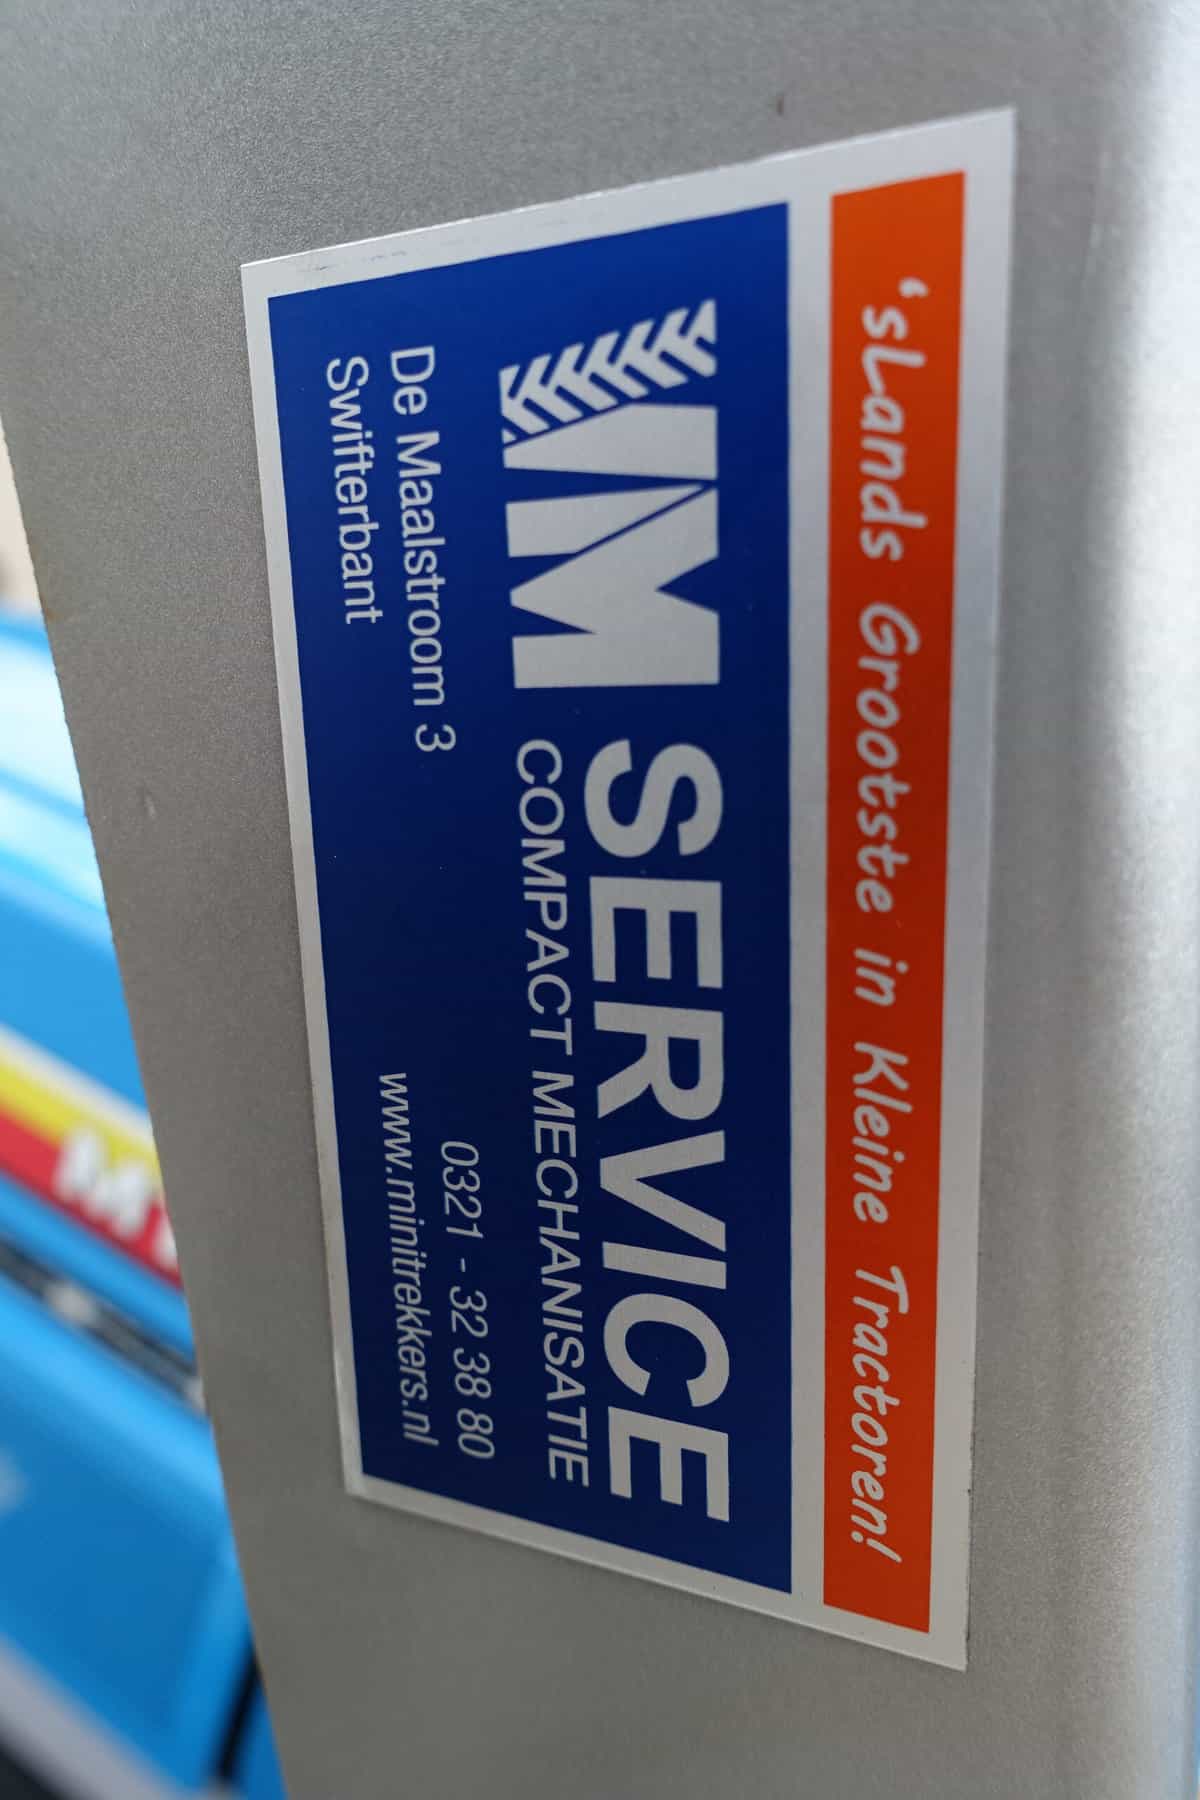 'sLands Grootste in Kleine Tractoren!
VM SERVICE
COMPACT MECHANISATIE
De Maalstroom 3
Swifterbant
0321 - 32 38 80
www.minitrekkers.nl